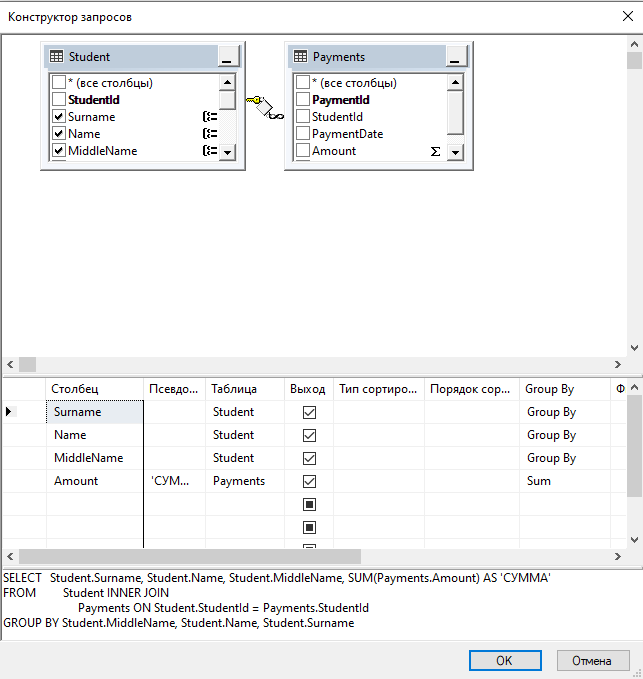 Конструктор запросов
Student
* (все столбцы)
StudentId
Surname
Name
MiddleName
Payments
* (все столбцы)
PaymentId
StudentId
PaymentDate
Amount Σ
Столбец Псевдо... Таблица Выход Тип сортиро... Порядок сор... Group By Ф
Surname Student Group By
Name Student Group By
MiddleName Student Group By
Amount 'СУМ... Payments Sum
SELECT Student.Surname, Student.Name, Student.MiddleName, SUM(Payments.Amount) AS 'СУММА'
FROM Student INNER JOIN
Payments ON Student.StudentId = Payments.StudentId
GROUP BY Student.MiddleName, Student.Name, Student.Surname
OK Отмена